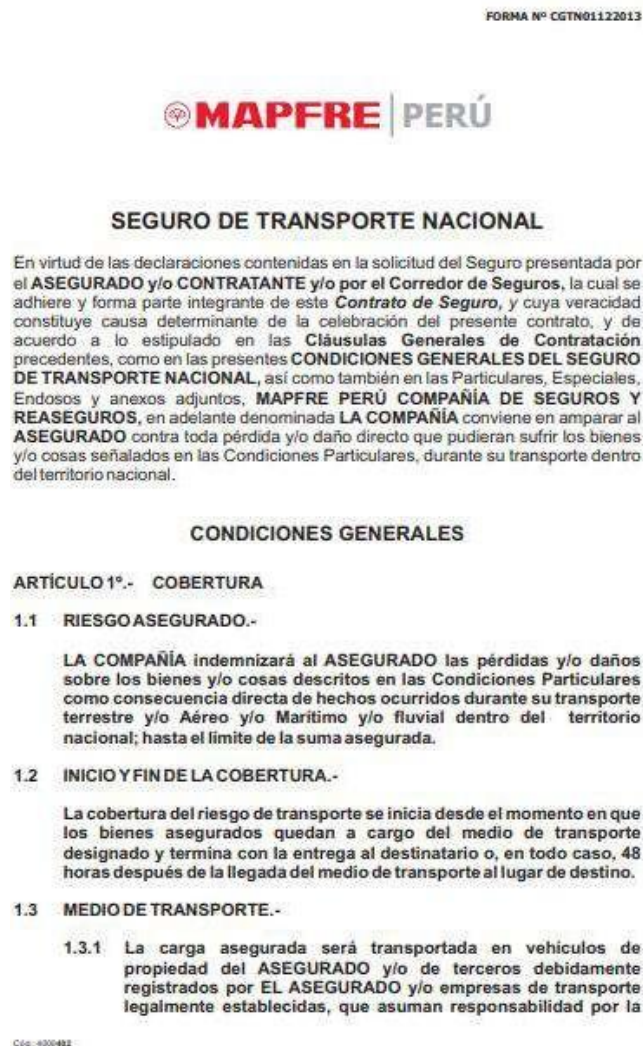 FORMA Nº CGTN01122013
MAPFRE PERÚ
SEGURO DE TRANSPORTE NACIONAL
En virtud de las declaraciones contenidas en la solicitud del Seguro presentada por
el ASEGURADO y/o CONTRATANTE y/o por el Corredor de Seguros, la cual se
adhiere y forma parte integrante de este Contrato de Seguro, y cuya veracidad
constituye causa determinante de la celebración del presente contrato, y de
acuerdo a lo estipulado en las Cláusulas Generales de Contratación
precedentes, como en las presentes CONDICIONES GENERALES DEL SEGURO
DE TRANSPORTE NACIONAL, así como también en las Particulares, Especiales,
Endosos y anexos adjuntos, MAPFRE PERÚ COMPAÑÍA DE SEGUROS Y
REASEGUROS, en adelante denominada LA COMPAÑÍA conviene en amparar al
ASEGURADO contra toda pérdida y/o daño directo que pudieran sufrir los bienes
y/o cosas señalados en las Condiciones Particulares, durante su transporte dentro
del territorio nacional.
CONDICIONES GENERALES
ARTÍCULO 1º.- COBERTURA
1.1 RIESGO ASEGURADO.-
LA COMPAÑÍA indemnizará al ASEGURADO las pérdidas y/o daños
sobre los bienes y/o cosas descritos en las Condiciones Particulares
como consecuencia directa de hechos ocurridos durante su transporte
terrestre y/o Aéreo y/o Marítimo y/o fluvial dentro del territorio
nacional; hasta el límite de la suma asegurada.
1.2 INICIO Y FIN DE LA COBERTURA.-
La cobertura del riesgo de transporte se inicia desde el momento en que
los bienes asegurados quedan a cargo del medio de transporte
designado y termina con la entrega al destinatario o, en todo caso, 48
horas después de la llegada del medio de transporte al lugar de destino.
1.3 MEDIO DE TRANSPORTE.-
1.3.1 La carga asegurada será transportada en vehículos de
propiedad del ASEGURADO y/o de terceros debidamente
registrados por EL ASEGURADO y/o empresas de transporte
legalmente establecidas, que asuman responsabilidad por la